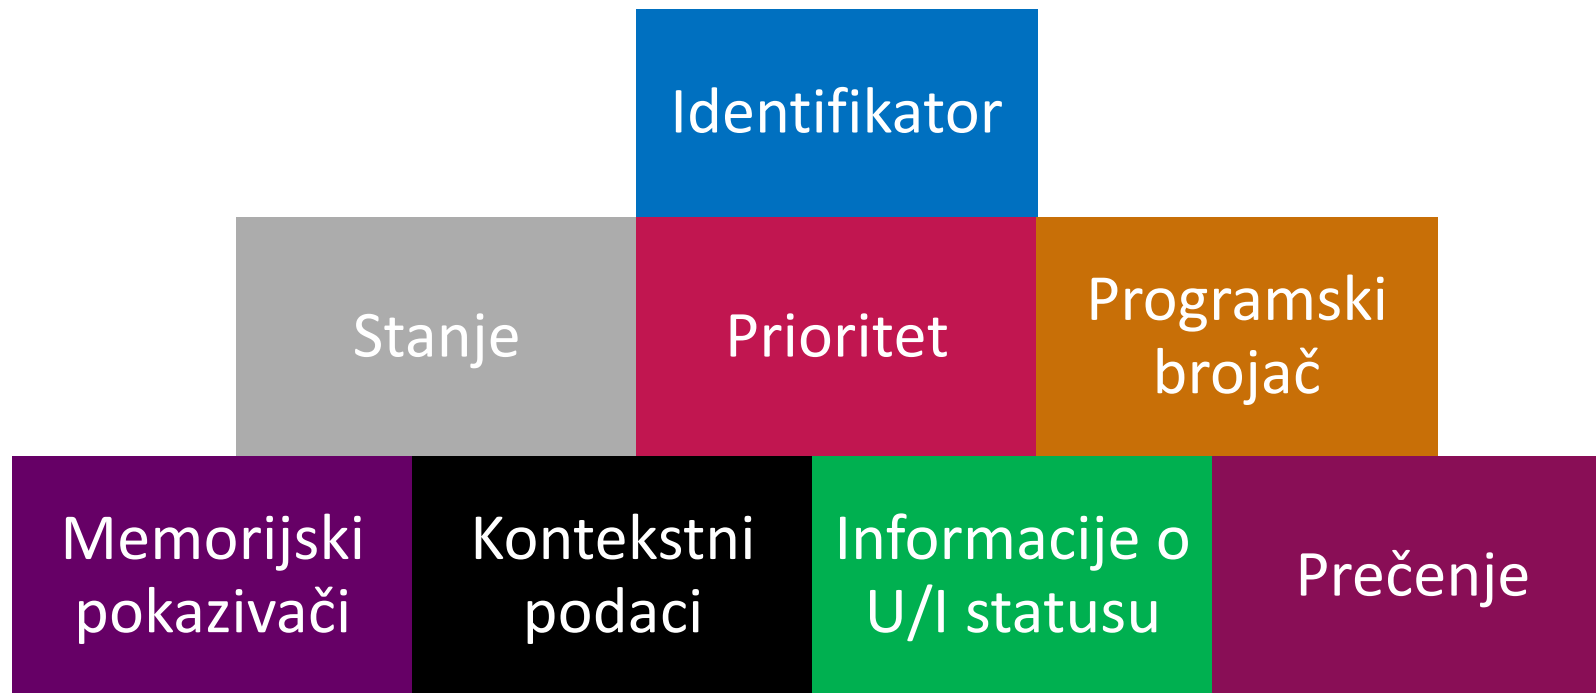 Identifikator
Stanje
Prioritet
Programski
brojač
Memorijski
pokazivači
Kontekstni
podaci
Informacije o
U/I statusu
Prečenje